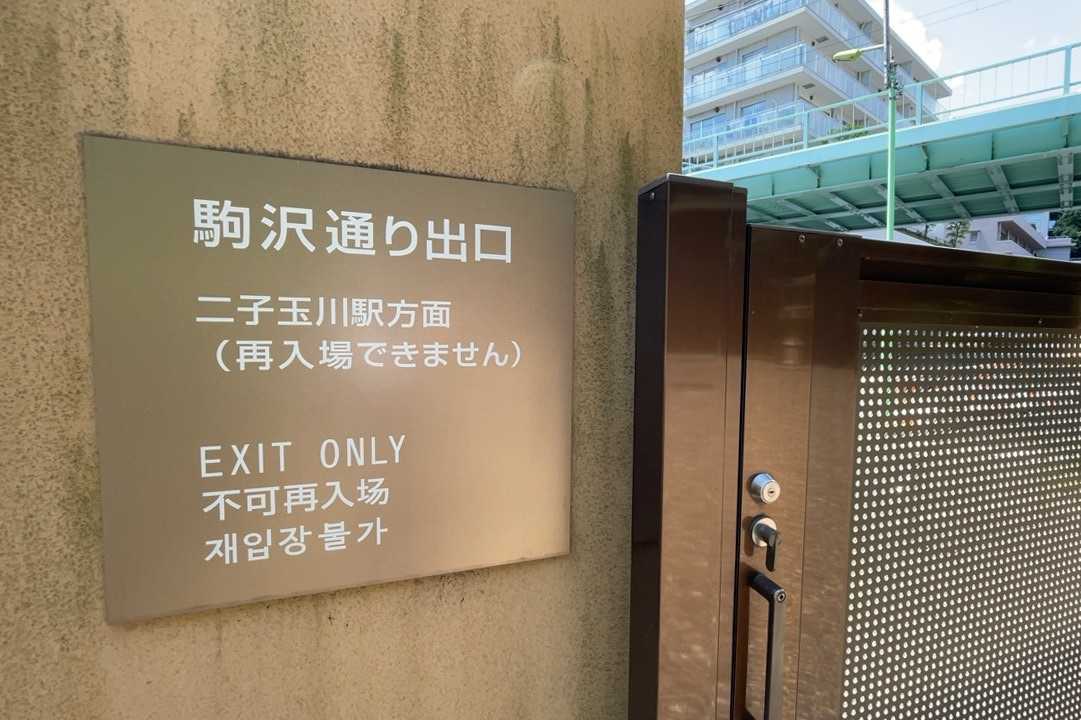 駒沢通り出口
二子玉川駅方面
（再入場できません）
EXIT ONLY
不可再入场
재입장불가